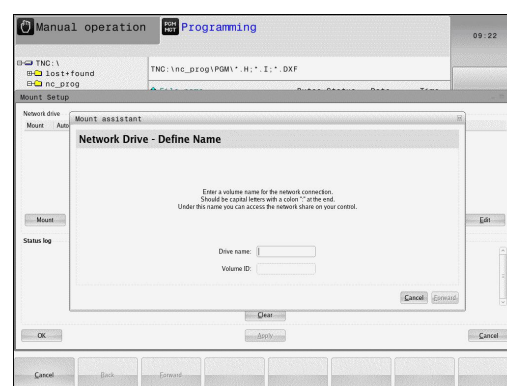 Manual operation
PGM
MGT
Programming
09:22
TNC:\
lost+found
nc_prog
TNC:\nc_prog\PGM\*.H;*.I;*.DXF
Mount Setup
Network drive
Mount Auto
Mount assistant
Network Drive - Define Name
Enter a volume name for the network connection.
Should be capital letters with a colon ":" at the end.
Under this name you can access the network share on your control.
Drive name:
Volume ID:
Cancel Forward
Mount
Edit
Status log
Clear
OK
Apply
Cancel
Cancel
Back
Forward